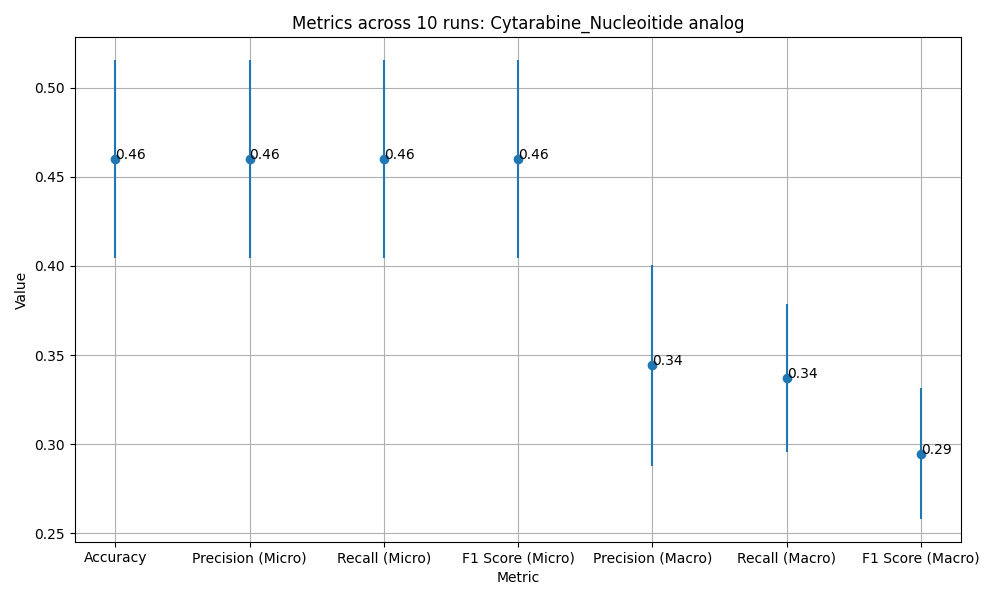 Metrics across 10 runs: Cytarabine_Nucleoitide analog
Value
0.50
0.45
0.40
0.35
0.30
0.25
0.46
0.46
0.46
0.46
0.34
0.34
0.29
Accuracy
Precision (Micro)
Recall (Micro)
F1 Score (Micro)
Precision (Macro)
Recall (Macro)
F1 Score (Macro)
Metric